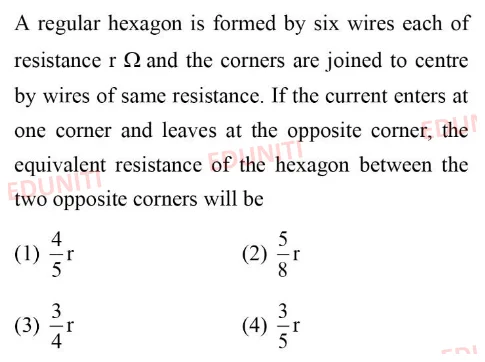 A regular hexagon is formed by six wires each of
resistance r Ω and the corners are joined to centre
by wires of same resistance. If the current enters at
one corner and leaves at the opposite corner, the
equivalent resistance of the hexagon between the
two opposite corners will be
(1) 4/5 r (2) 5/8 r
(3) 3/4 r (4) 3/5 r
EDUNITI
EDUNITI